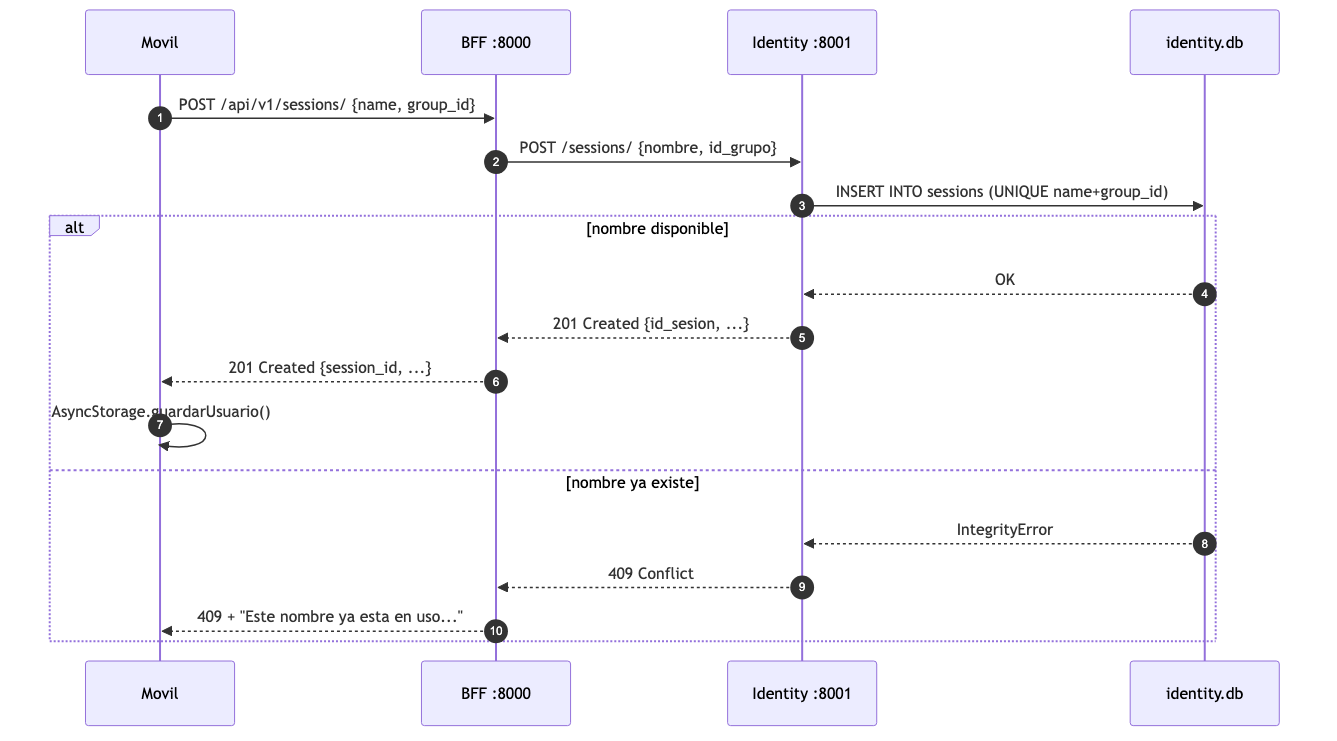 Movil
BFF :8000
Identity :8001
identity.db
POST /api/v1/sessions/ {name, group_id}
1
POST /sessions/ {nombre, id_grupo}
2
INSERT INTO sessions (UNIQUE name+group_id)
3
alt
[nombre disponible]
OK
4
201 Created {id_sesion, ...}
5
201 Created {session_id, ...}
6
AsyncStorage.guardarUsuario()
7
[nombre ya existe]
IntegrityError
8
409 Conflict
9
409 + "Este nombre ya esta en uso..."
10
Movil
BFF :8000
Identity :8001
identity.db